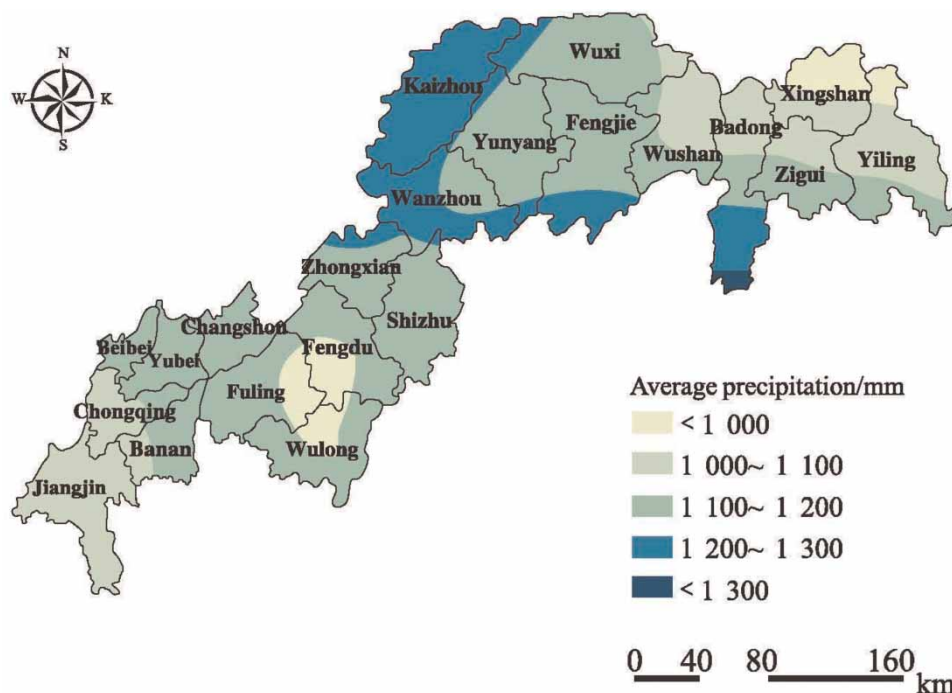 N
W
K
S
Wuxi
Kaizhou
Xingshan
Yunyang
Fengjie
Badong
Wushan
Yiling
Zigui
Wanzhou
Zhongxian
Shizhu
Changshou
Beibei
Yubei
Fengdu
Fuling
Chongqing
Banan
Wulong
Jiangjin
Average precipitation/mm
< 1 000
1 000~ 1 100
1 100~ 1 200
1 200~ 1 300
< 1 300
0 40 80 160
km